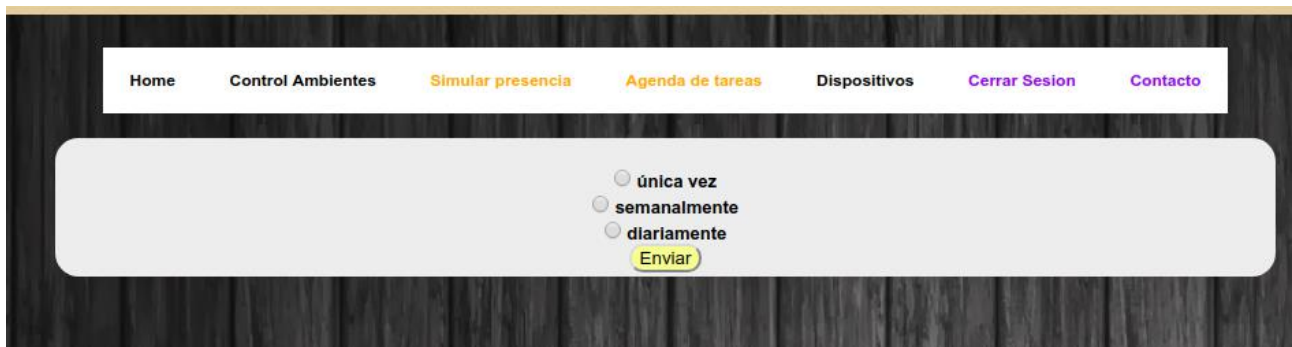 Home Control Ambientes Simular presencia Agenda de tareas Dispositivos Cerrar Sesion Contacto
única vez
semanalmente
diariamente
Enviar